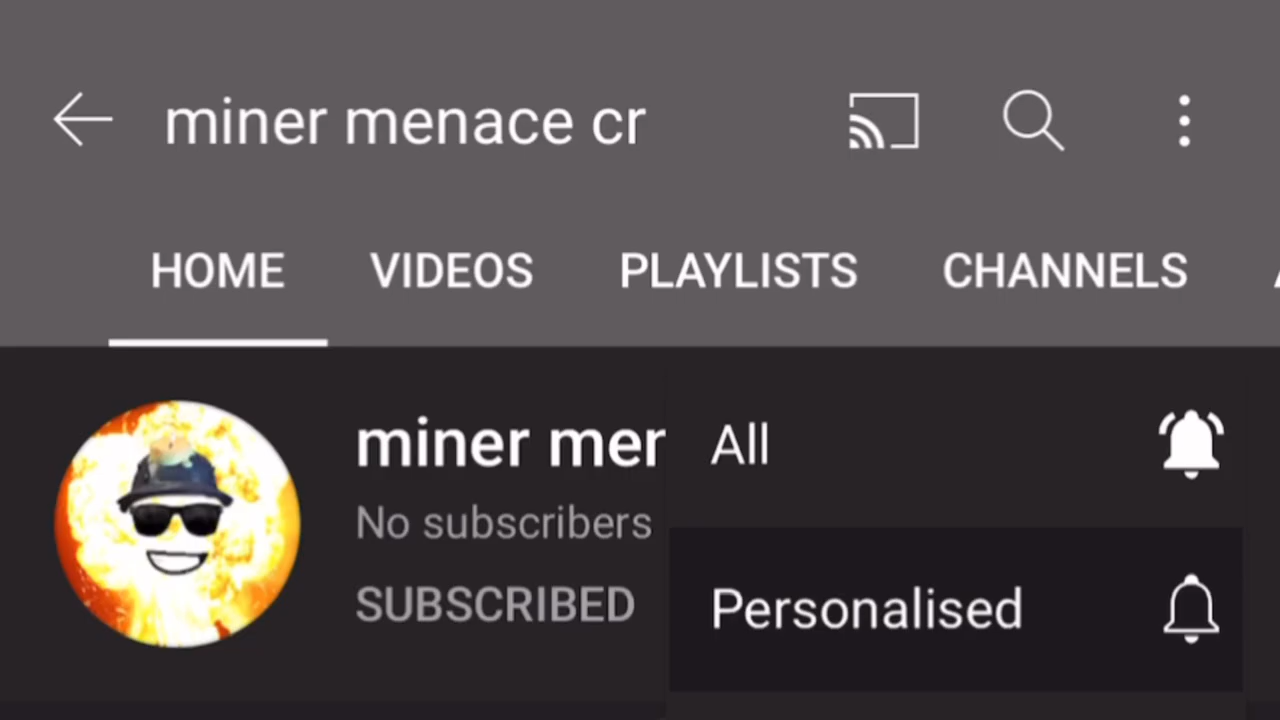 miner menace cr
HOME VIDEOS PLAYLISTS CHANNELS
miner mer
All
No subscribers
SUBSCRIBED
Personalised